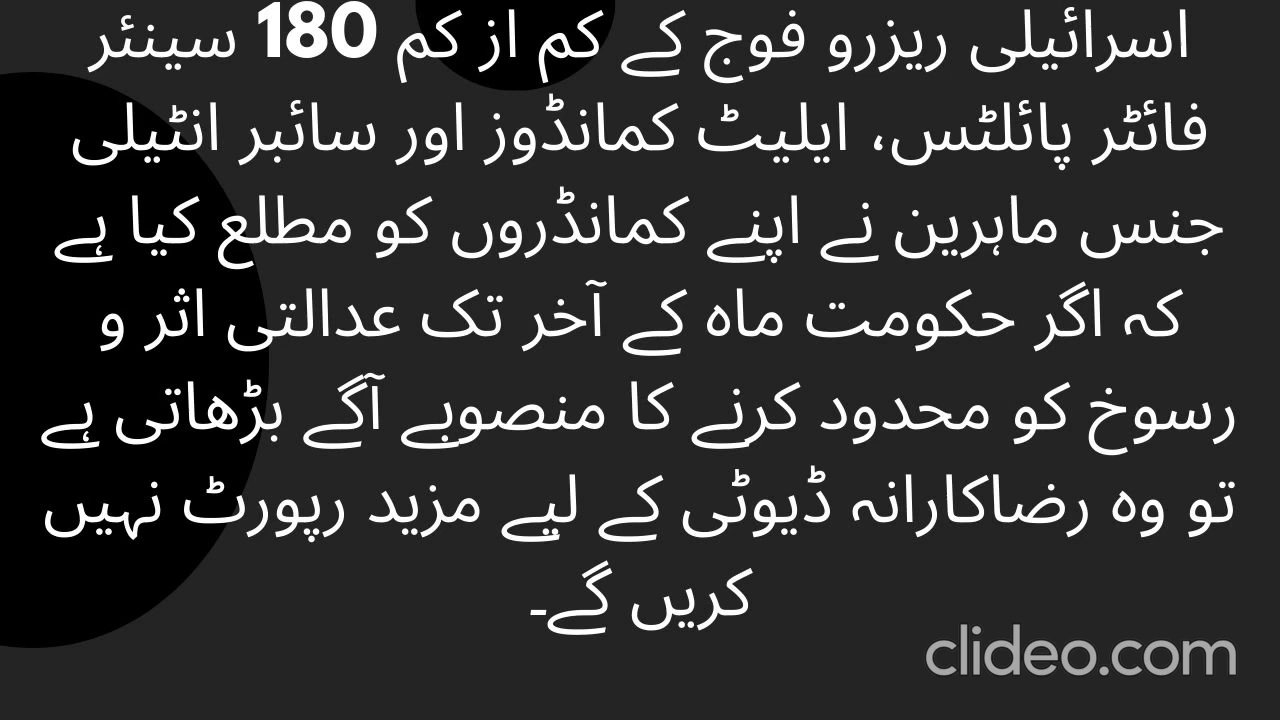 اسرائیلی ریزرو فوج کے کم از کم 180 سینئر
فائٹر پائلٹس، ایلیٹ کمانڈوز اور سائبر انٹیلی
جنس ماہرین نے اپنے کمانڈروں کو مطلع کیا ہے
کہ اگر حکومت ماہ کے آخر تک عدالتی اثر و
رسوخ کو محدود کرنے کا منصوبے آگے بڑھاتی ہے
تو وہ رضاکارانہ ڈیوٹی کے لیے مزید رپورٹ نہیں
کریں گے۔
clideo.com